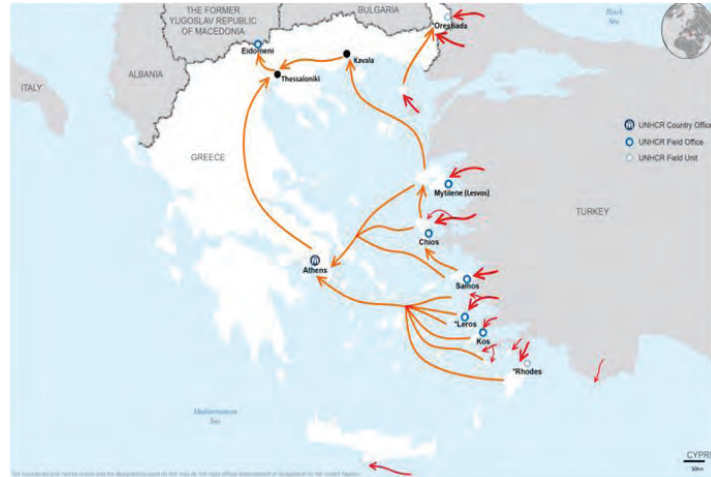 THE FORMER
YUGOSLAV REPUBLIC
OF MACEDONIA
BULGARIA
Black
Sea
*Orestiada
Eidomeni
Kavala
Thessaloniki
ALBANIA
ITALY
UNHCR Country Office
UNHCR Field Office
UNHCR Field Unit
GREECE
Mytilene (Lesvos)
TURKEY
Chios
Athens
Samos
*Leros
Kos
*Rhodes
Mediterranean
Sea
CYPR
50km